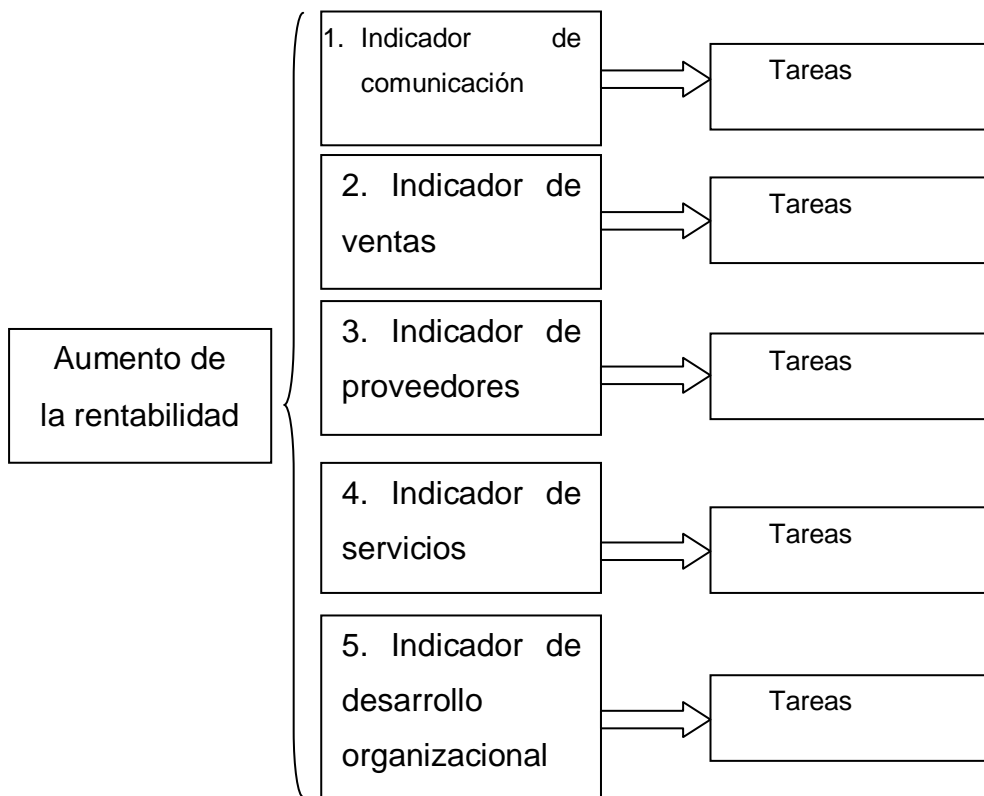 1. Indicador de
comunicación
Tareas
2. Indicador de
ventas
Tareas
3. Indicador de
proveedores
Tareas
Aumento de
la rentabilidad
4. Indicador de
servicios
Tareas
5. Indicador de
desarrollo
organizacional
Tareas